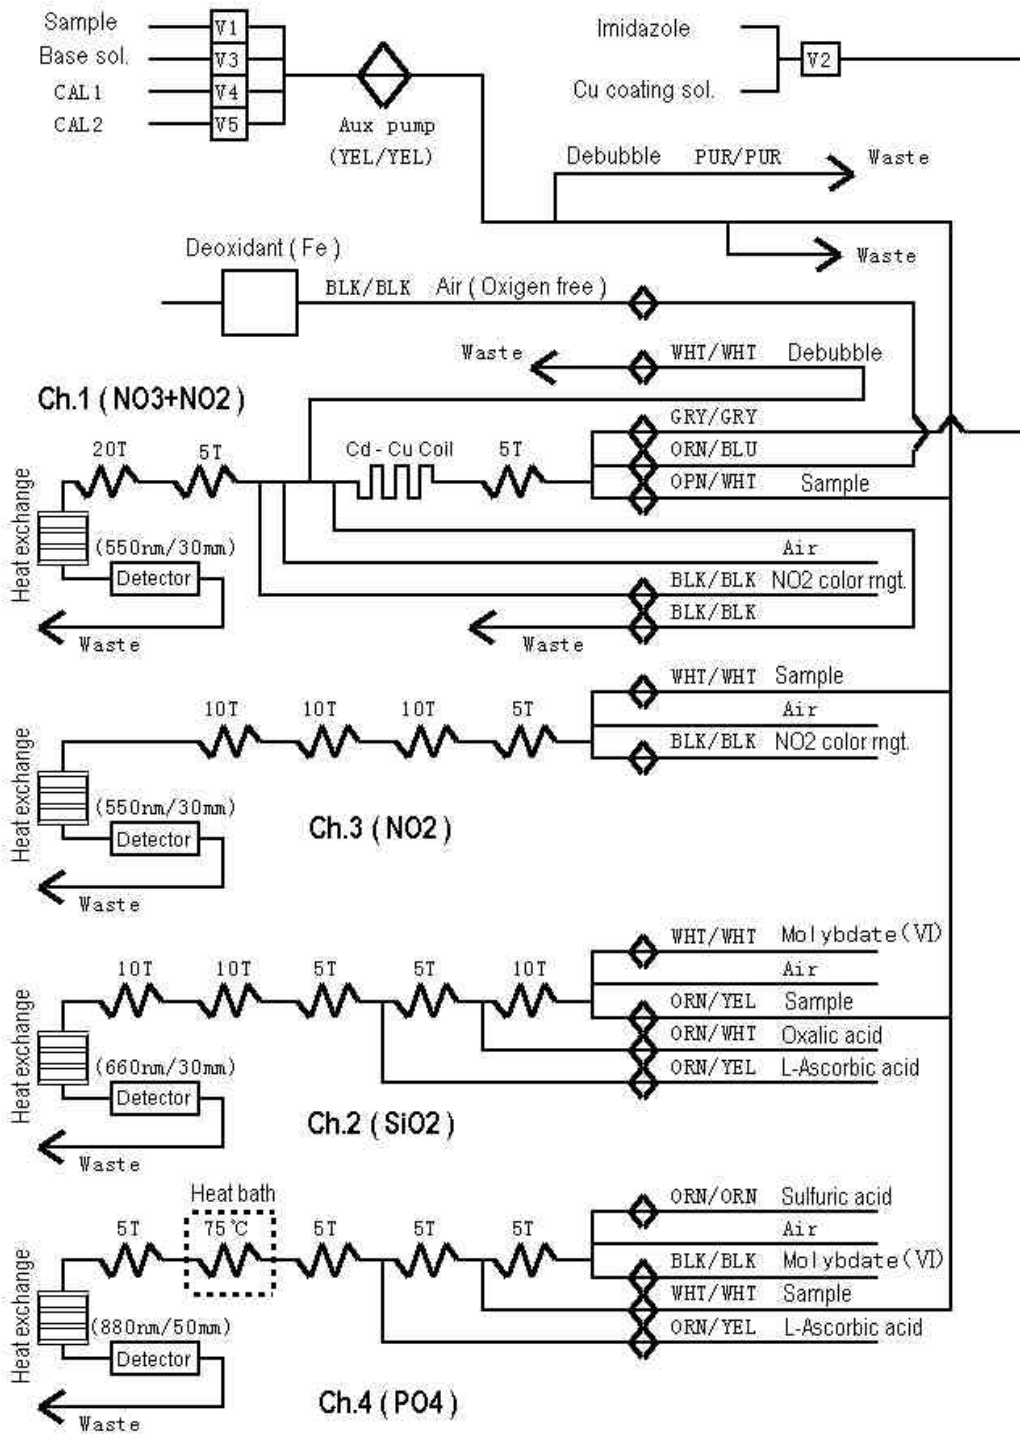 Sample V1
Base sol. V3
CAL1 V4
CAL2 V5
Aux pump
(YEL/YEL)
Imidazole
V2
Cu coating sol.
Debubble PUR/PUR Waste
Waste
Deoxidant ( Fe )
BLK/BLK Air ( Oxigen free )
Waste WHT/WHT Debubble
Ch.1 ( NO3+NO2 )
GRY/GRY
20T 5T Cd - Cu Coil 5T ORN/BLU
OPN/WHT Sample
Heat exchange
(550nm/30mm)
Detector
Air
BLK/BLK NO2 color rngt.
BLK/BLK
Waste Waste
WHT/WHT Sample
10T 10T 10T 5T Air
BLK/BLK NO2 color rngt.
Heat exchange
(550nm/30mm)
Detector
Ch.3 ( NO2 )
Waste
WHT/WHT Molybdate(VI)
10T 10T 5T 5T 10T Air
ORN/YEL Sample
ORN/WHT Oxalic acid
ORN/YEL L-Ascorbic acid
Heat exchange
(660nm/30mm)
Detector
Ch.2 ( SiO2 )
Waste
Heat bath
ORN/ORN Sulfuric acid
5T 75℃ 5T 5T 5T Air
BLK/BLK Molybdate(VI)
WHT/WHT Sample
ORN/YEL L-Ascorbic acid
Heat exchange
(880nm/50mm)
Detector
Ch.4 ( PO4 )
Waste